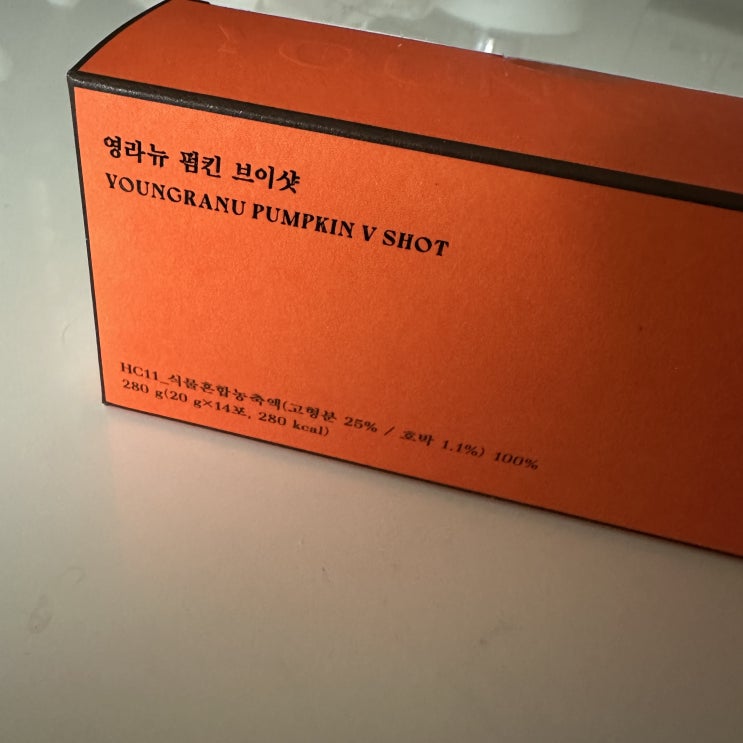 영라뉴 펌킨 브이샷
YOUNGRANU PUMPKIN V SHOT
HC11_식물혼합농축액(고형분 25% / 호박 1.1%) 100%
280 g(20 g×14포, 280 kcal)